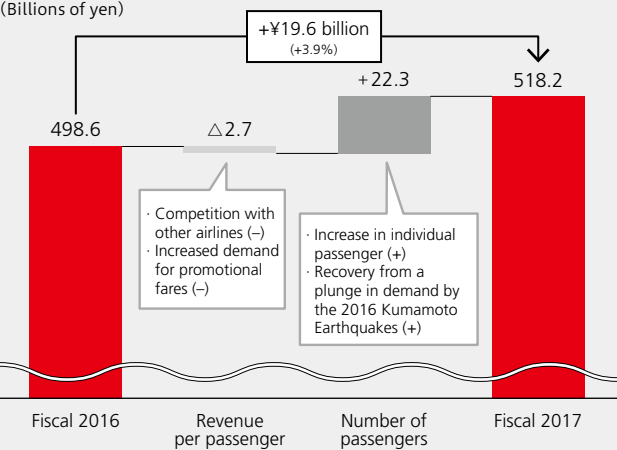 (Billions of yen)
+¥19.6 billion
(+3.9%)
498.6
△2.7
+22.3
518.2
· Competition with
other airlines (–)
· Increased demand
for promotional
fares (–)
· Increase in individual
passenger (+)
· Recovery from a
plunge in demand by
the 2016 Kumamoto
Earthquakes (+)
Fiscal 2016
Revenue
per passenger
Number of
passengers
Fiscal 2017